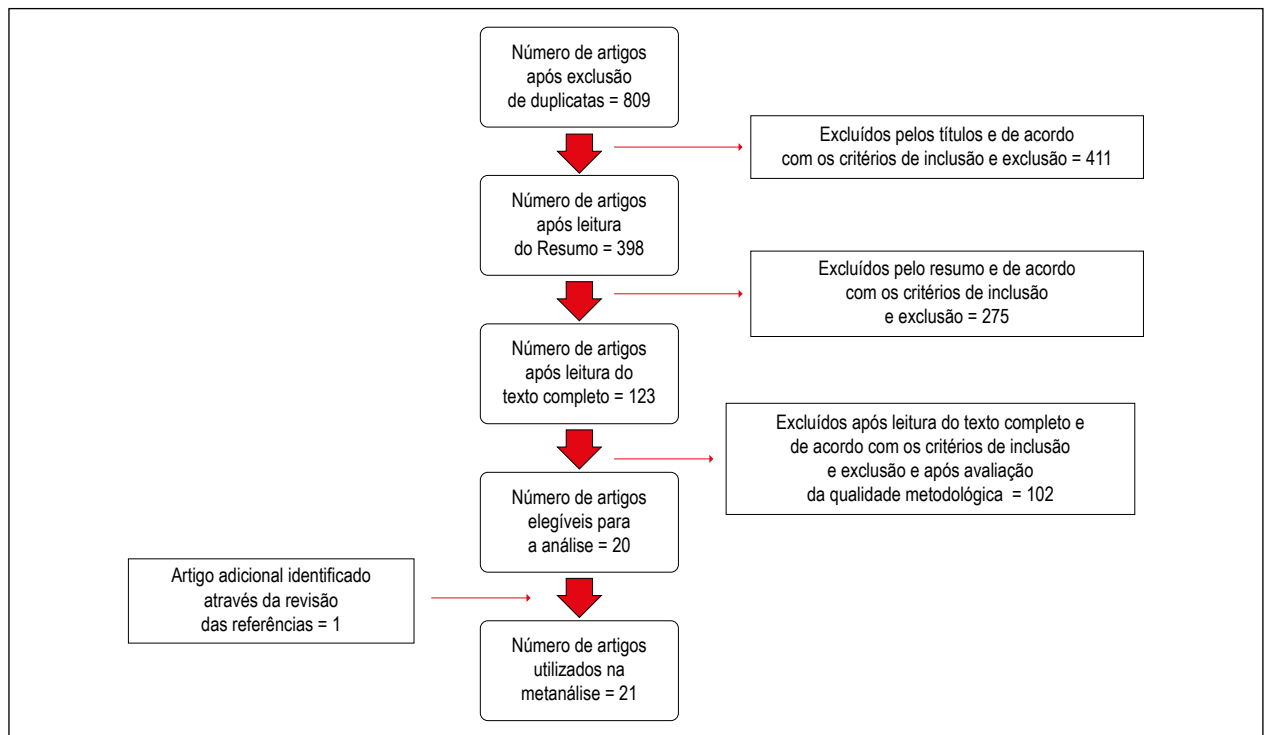 Número de artigos
após exclusão
de duplicatas = 809
Excluídos pelos títulos e de acordo
com os critérios de inclusão e exclusão = 411
Número de artigos
após leitura
do Resumo = 398
Excluídos pelo resumo e de acordo
com os critérios de inclusão
e exclusão = 275
Número de artigos
após leitura do
texto completo = 123
Excluídos após leitura do texto completo e
de acordo com os critérios de inclusão
e exclusão e após avaliação
da qualidade metodológica = 102
Número de artigos
elegíveis para
a análise = 20
Artigo adicional identificado
através da revisão
das referências = 1
Número de artigos
utilizados na
metanálise = 21